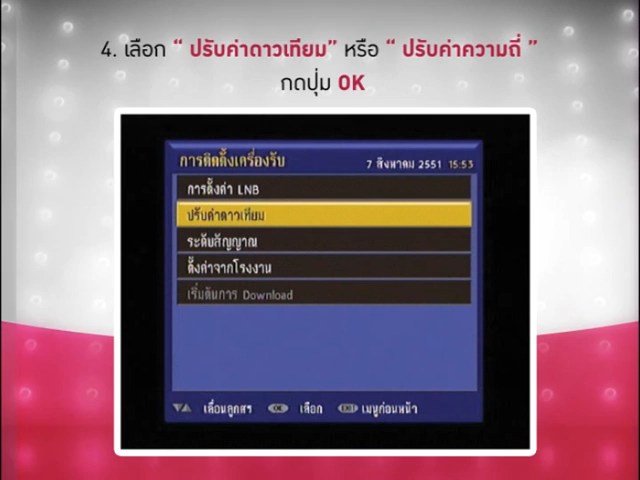 4. เลือก “ ปรับค่าดาวเทียม” หรือ “ ปรับค่าความถี่ ”
กดปุ่ม OK
การติดตั้งเครื่องรับ 7 สิงหาคม 2551 15:53
การตั้งค่า LNB
ปรับค่าดาวเทียม
ระดับสัญญาณ
ตั้งค่าจากโรงงาน
เริ่มต้นการ Download
เลื่อนลูกศร OK เลือก EXIT เมนูก่อนหน้า